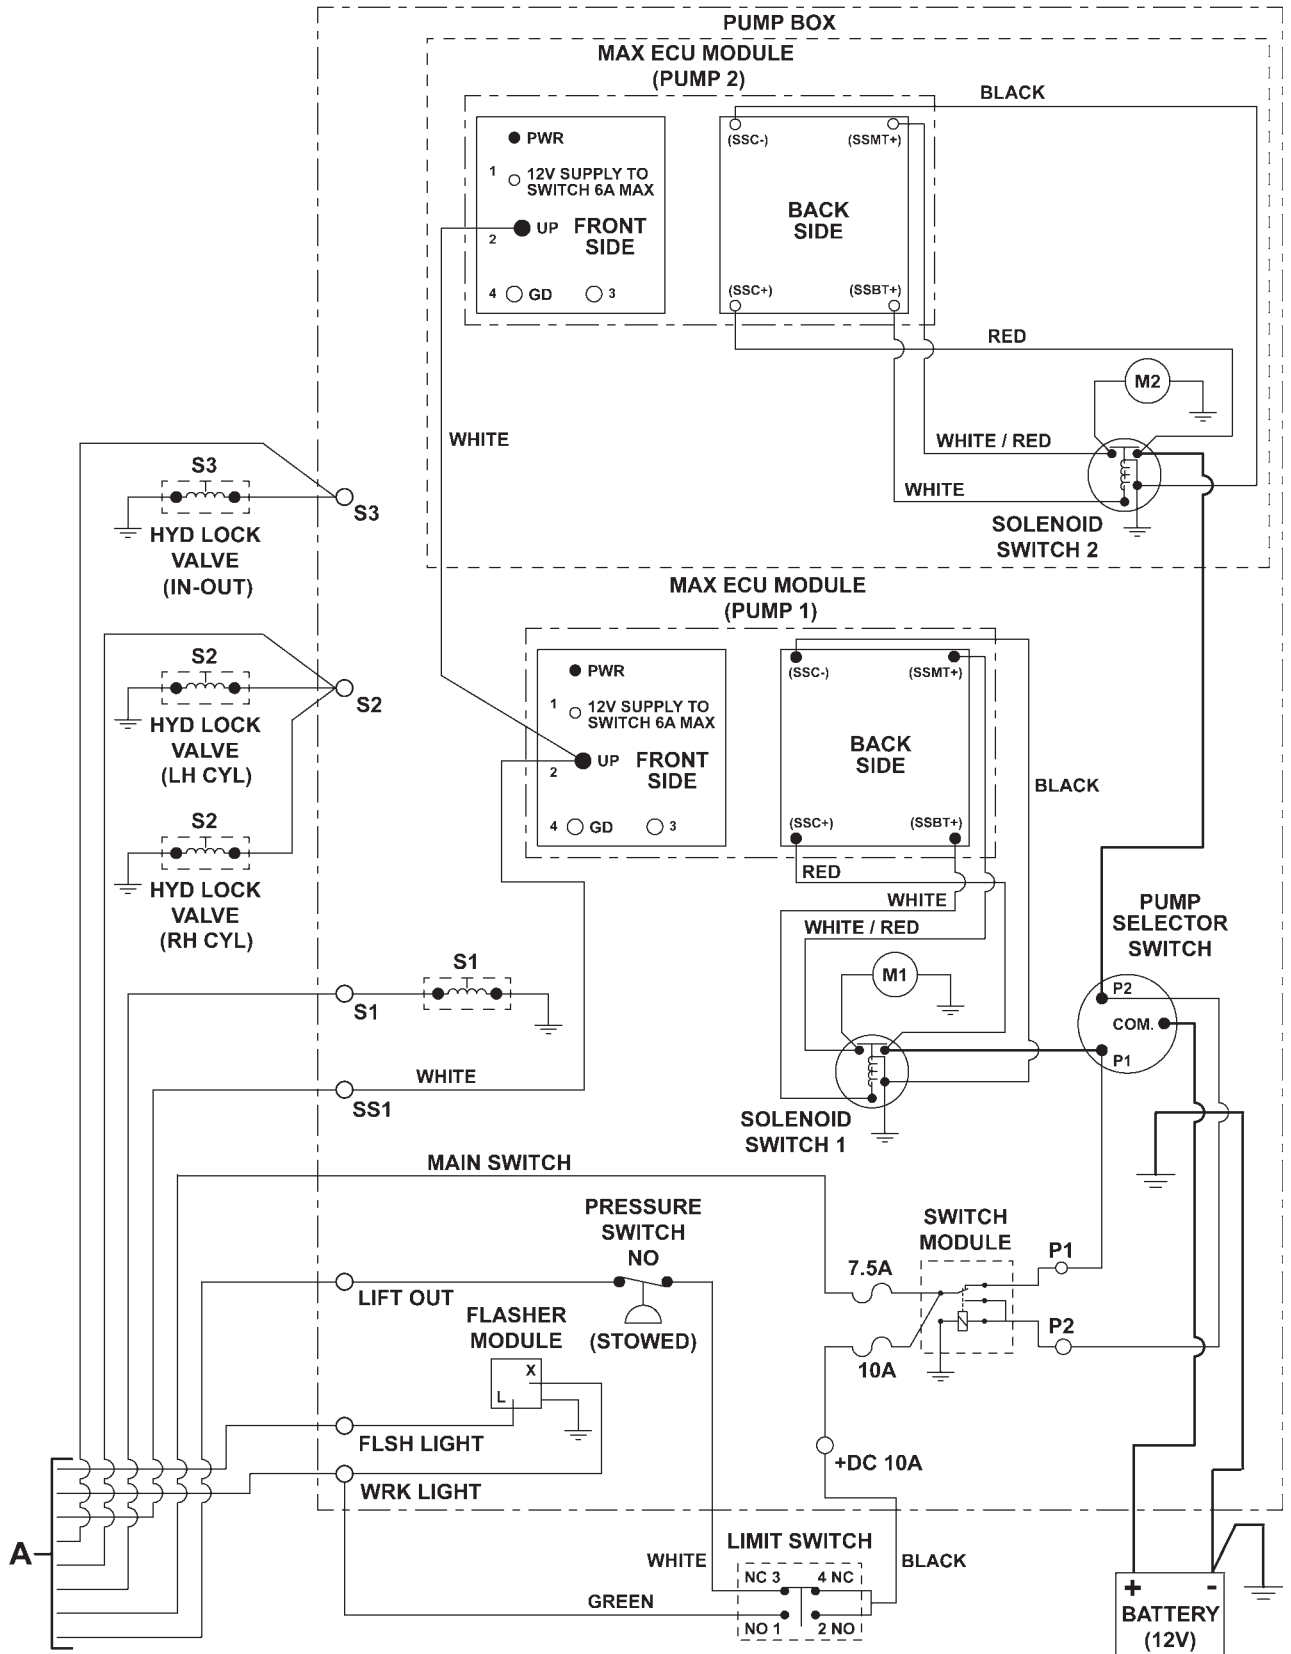 PUMP BOX
MAX ECU MODULE
(PUMP 2)
BLACK
PWR
1
12V SUPPLY TO
SWITCH 6A MAX
UP
2
FRONT
SIDE
4
GD
3
(SSC-)
(SSMT+)
BACK
SIDE
(SSC+)
(SSBT+)
RED
M2
WHITE
WHITE / RED
WHITE
SOLENOID
SWITCH 2
S3
S3
HYD LOCK
VALVE
(IN-OUT)
MAX ECU MODULE
(PUMP 1)
S2
S2
HYD LOCK
VALVE
(LH CYL)
S2
HYD LOCK
VALVE
(RH CYL)
PWR
1
12V SUPPLY TO
SWITCH 6A MAX
UP
2
FRONT
SIDE
4
GD
3
(SSC-)
(SSMT+)
BACK
SIDE
(SSC+)
(SSBT+)
BLACK
RED
WHITE
WHITE / RED
M1
PUMP
SELECTOR
SWITCH
P2
COM.
P1
S1
S1
WHITE
SS1
SOLENOID
SWITCH 1
MAIN SWITCH
PRESSURE
SWITCH
NO
(STOWED)
LIFT OUT
FLASHER
MODULE
X
L
FLSH LIGHT
WRK LIGHT
7.5A
SWITCH
MODULE
P1
P2
10A
+DC 10A
A
LIMIT SWITCH
WHITE
BLACK
NC 3
4 NC
GREEN
NO 1
2 NO
+
-
BATTERY
(12V)